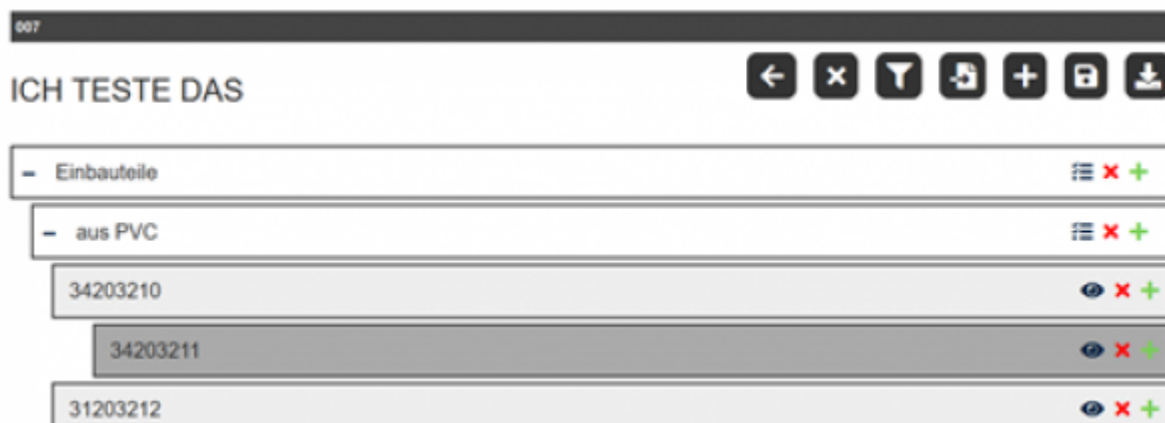 007
ICH TESTE DAS
Einbauteile
aus PVC
34203210
34203211
31203212